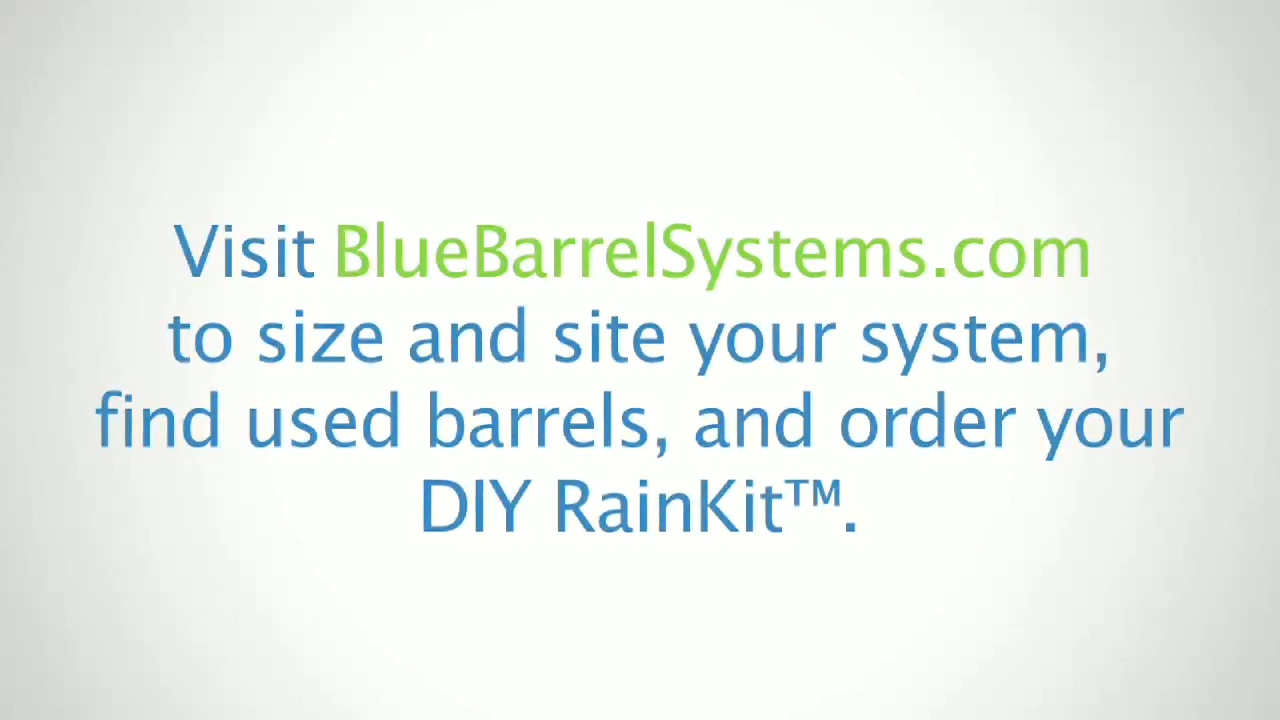 Visit BlueBarrelSystems.com
to size and site your system,
find used barrels, and order your
DIY RainKit™.